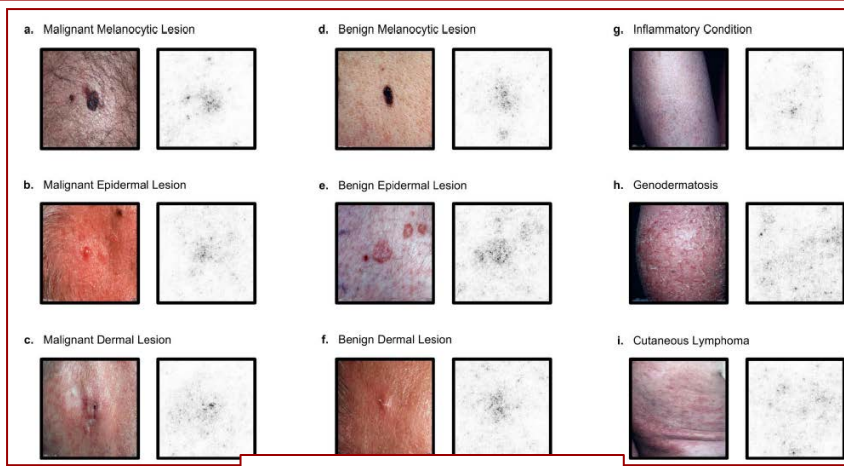 a. Malignant Melanocytic Lesion
d. Benign Melanocytic Lesion
g. Inflammatory Condition
b. Malignant Epidermal Lesion
e. Benign Epidermal Lesion
h. Genodermatosis
c. Malignant Dermal Lesion
f. Benign Dermal Lesion
i. Cutaneous Lymphoma